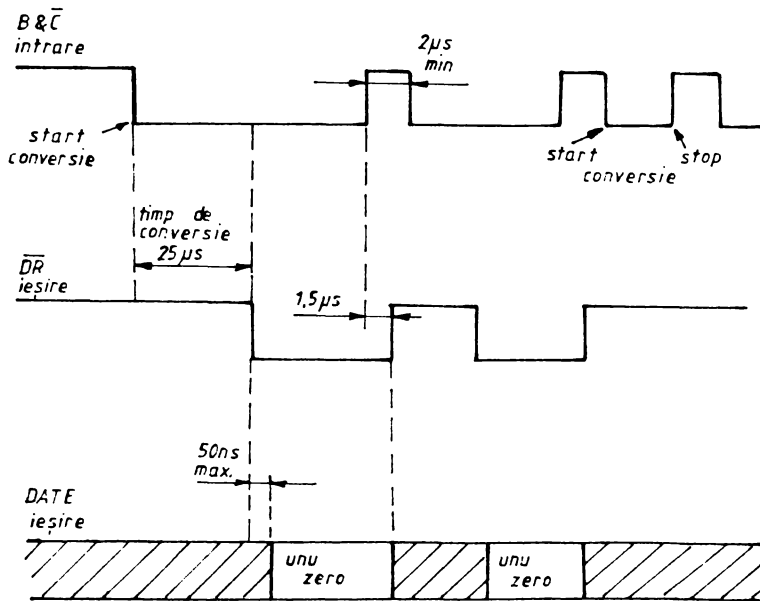 B & C̅
intrare
2µs
min
start
conversie
start
conversie
stop
timp de
conversie
25µs
D̅R̅
iesire
1,5µs
50ns
max.
DATE
iesire
unu
zero
unu
zero